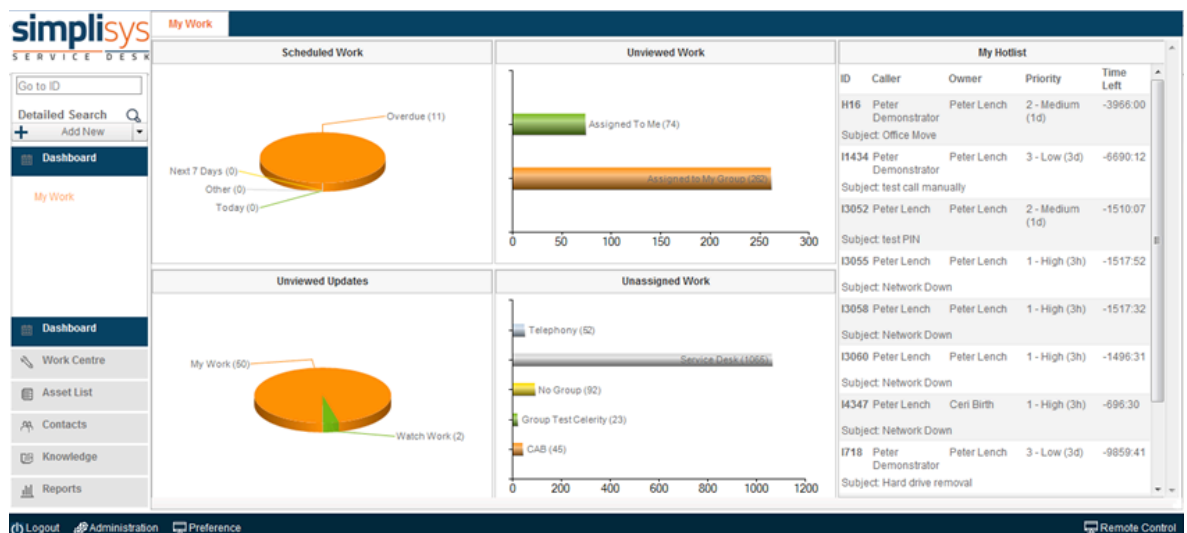 simplisys
SERVICE DESK
Go to ID
Detailed Search
Add New
Dashboard
My Work
Dashboard
Work Centre
Asset List
Contacts
Knowledge
Reports
My Work
Scheduled Work
Overdue (11)
Next 7 Days (0)
Other (0)
Today (0)
Unviewed Work
Assigned To Me (74)
Assigned to My Group (262)
0 50 100 150 200 250 300
Unviewed Updates
My Work (50)
Watch Work (2)
Unassigned Work
Telephony (52)
Service Desk (1065)
No Group (92)
Group Test Celerity (23)
CAB (45)
0 200 400 600 800 1000 1200
My Hotlist
ID Caller Owner Priority Time
Left
H16 Peter Peter Lench 2 - Medium -3966:00
Demonstrator (1d)
Subject: Office Move
I1434 Peter Peter Lench 3 - Low (3d) -6690:12
Demonstrator
Subject: test call manually
I3052 Peter Lench Peter Lench 2 - Medium -1510:07
(1d)
Subject: test PIN
I3055 Peter Lench Peter Lench 1 - High (3h) -1517:52
Subject: Network Down
I3058 Peter Lench Peter Lench 1 - High (3h) -1517:32
Subject: Network Down
I3060 Peter Lench Peter Lench 1 - High (3h) -1496:31
Subject: Network Down
I4347 Peter Lench Ceri Birth 1 - High (3h) -696:30
Subject: Network Down
I718 Peter Peter Lench 3 - Low (3d) -9859:41
Demonstrator
Subject: Hard drive removal
Logout Administration Preference Remote Control